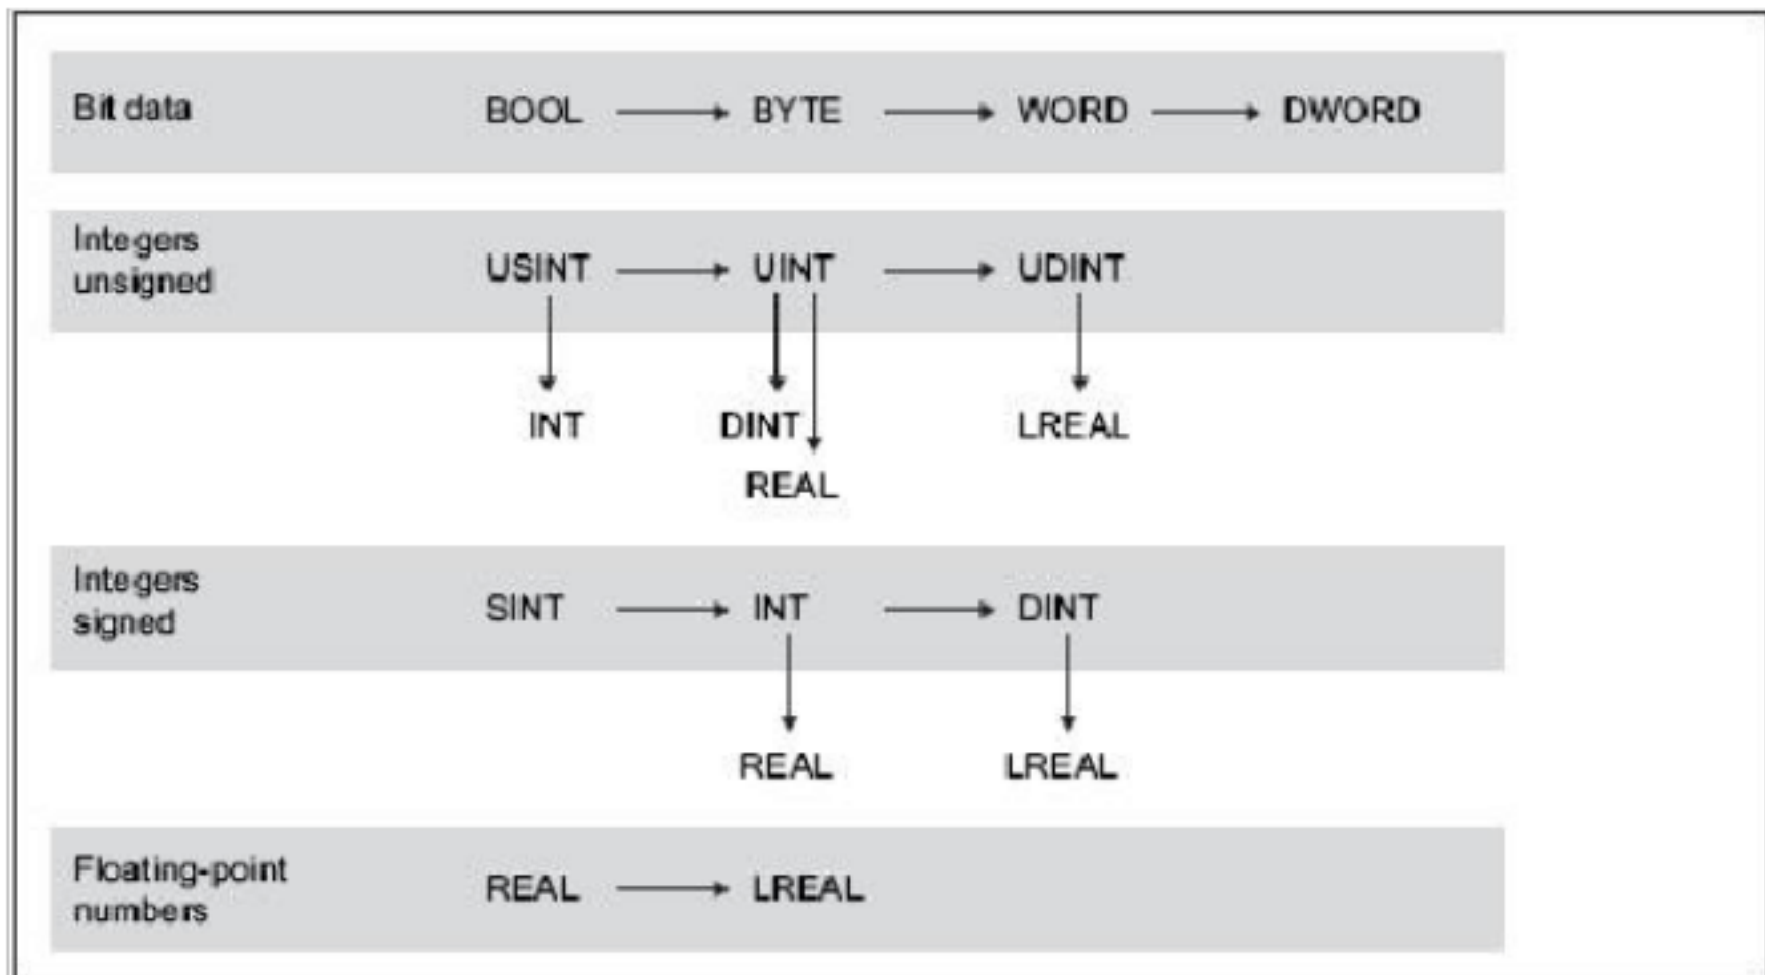 Bit data BOOL BYTE WORD DWORD
Integers
unsigned
USINT UINT UDINT
INT DINT LREAL
REAL
Integers
signed
SINT INT DINT
REAL LREAL
Floating-point
numbers
REAL LREAL